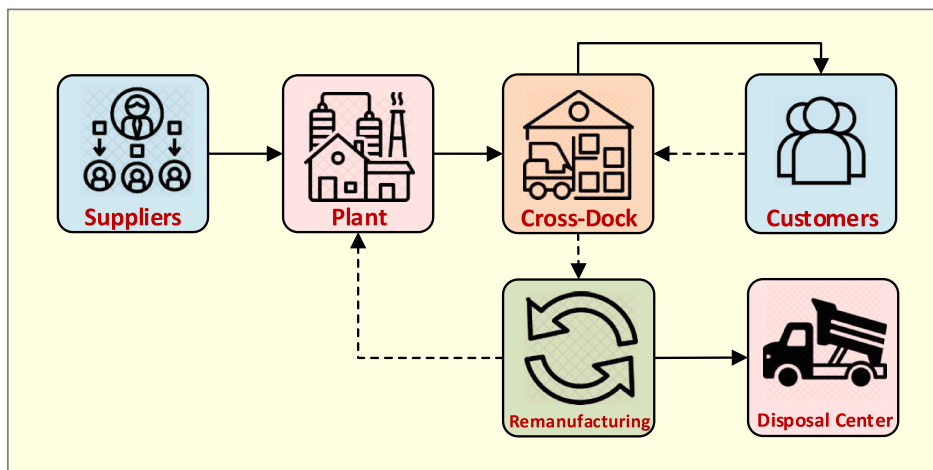 Suppliers
Plant
Cross-Dock
Customers
Remanufacturing
Disposal Center